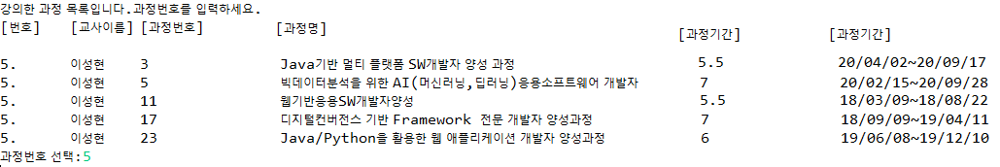 강의한 과정 목록입니다.과정번호를 입력하세요.
[번호] [교사이름] [과정번호] [과정명] [과정기간] [과정기간]
5. 이성현 3 Java기반 멀티 플랫폼 SW개발자 양성 과정 5.5 20/04/02~20/09/17
5. 이성현 5 빅데이터분석을 위한 AI(머신러닝,딥러닝)응용소프트웨어 개발자 7 20/02/15~20/09/28
5. 이성현 11 웹기반응용SW개발자양성 5.5 18/03/09~18/08/22
5. 이성현 17 디지털컨버전스 기반 Framework 전문 개발자 양성과정 7 18/09/09~19/04/11
5. 이성현 23 Java/Python을 활용한 웹 애플리케이션 개발자 양성과정 6 19/06/08~19/12/10
과정번호 선택:5